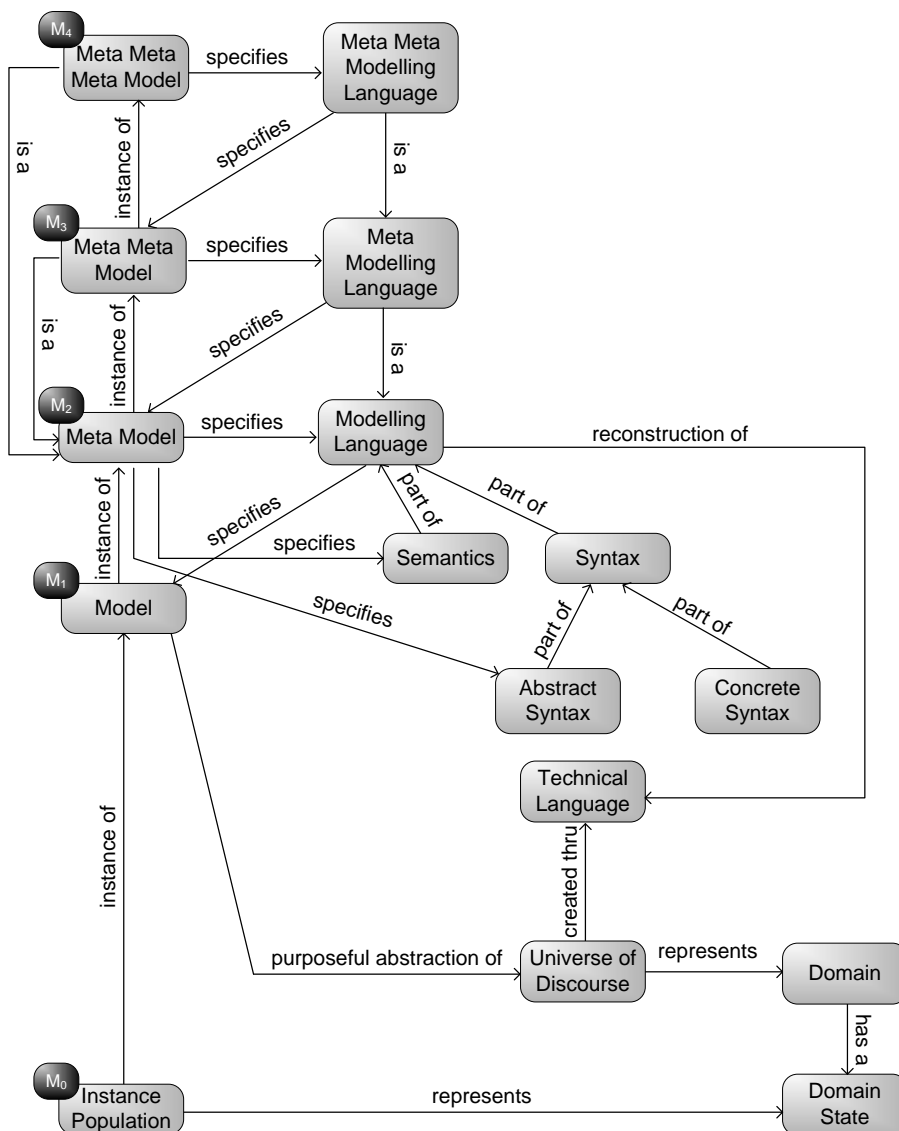 M4
Meta Meta
Meta Model
specifies
Meta Meta
Modelling
Language
is a
instance of
specifies
is a
M3
Meta Meta
Model
specifies
Meta
Modelling
Language
is a
instance of
specifies
is a
M2
Meta Model
specifies
Modelling
Language
reconstruction of
instance of
specifies
part of
part of
specifies
Semantics
Syntax
M1
Model
specifies
part of
part of
Abstract
Syntax
Concrete
Syntax
Technical
Language
instance of
created thru
purposeful abstraction of
Universe of
Discourse
represents
Domain
has a
M0
Instance
Population
represents
Domain
State